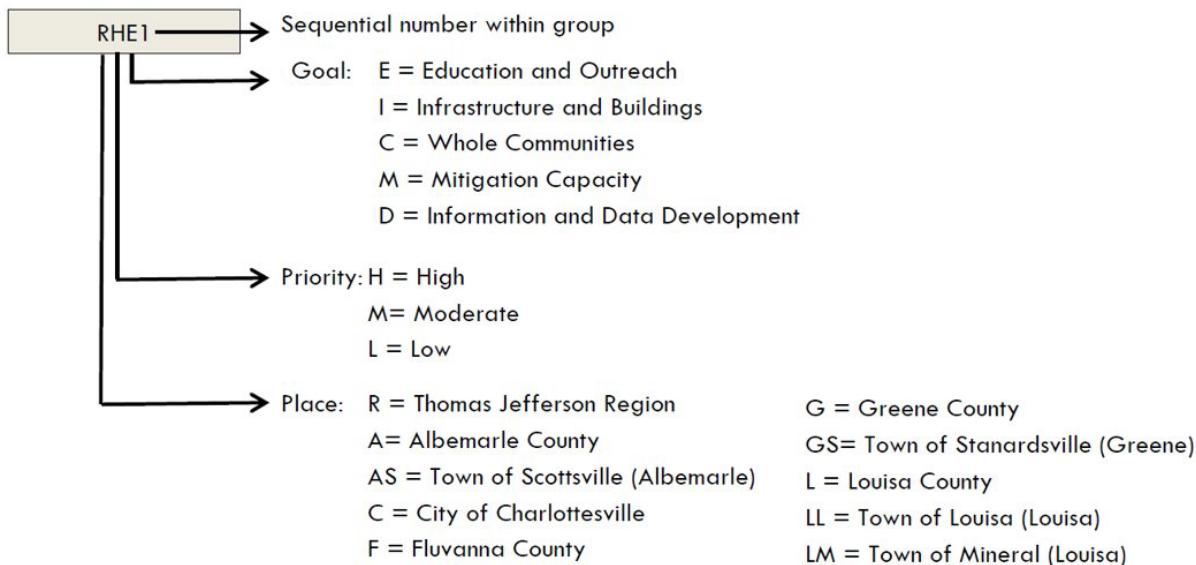 RHE1
Sequential number within group
Goal: E = Education and Outreach
I = Infrastructure and Buildings
C = Whole Communities
M = Mitigation Capacity
D = Information and Data Development
Priority: H = High
M= Moderate
L = Low
Place: R = Thomas Jefferson Region
A= Albemarle County
AS = Town of Scottsville (Albemarle)
C = City of Charlottesville
F = Fluvanna County
G = Greene County
GS= Town of Stanardsville (Greene)
L = Louisa County
LL = Town of Louisa (Louisa)
LM = Town of Mineral (Louisa)